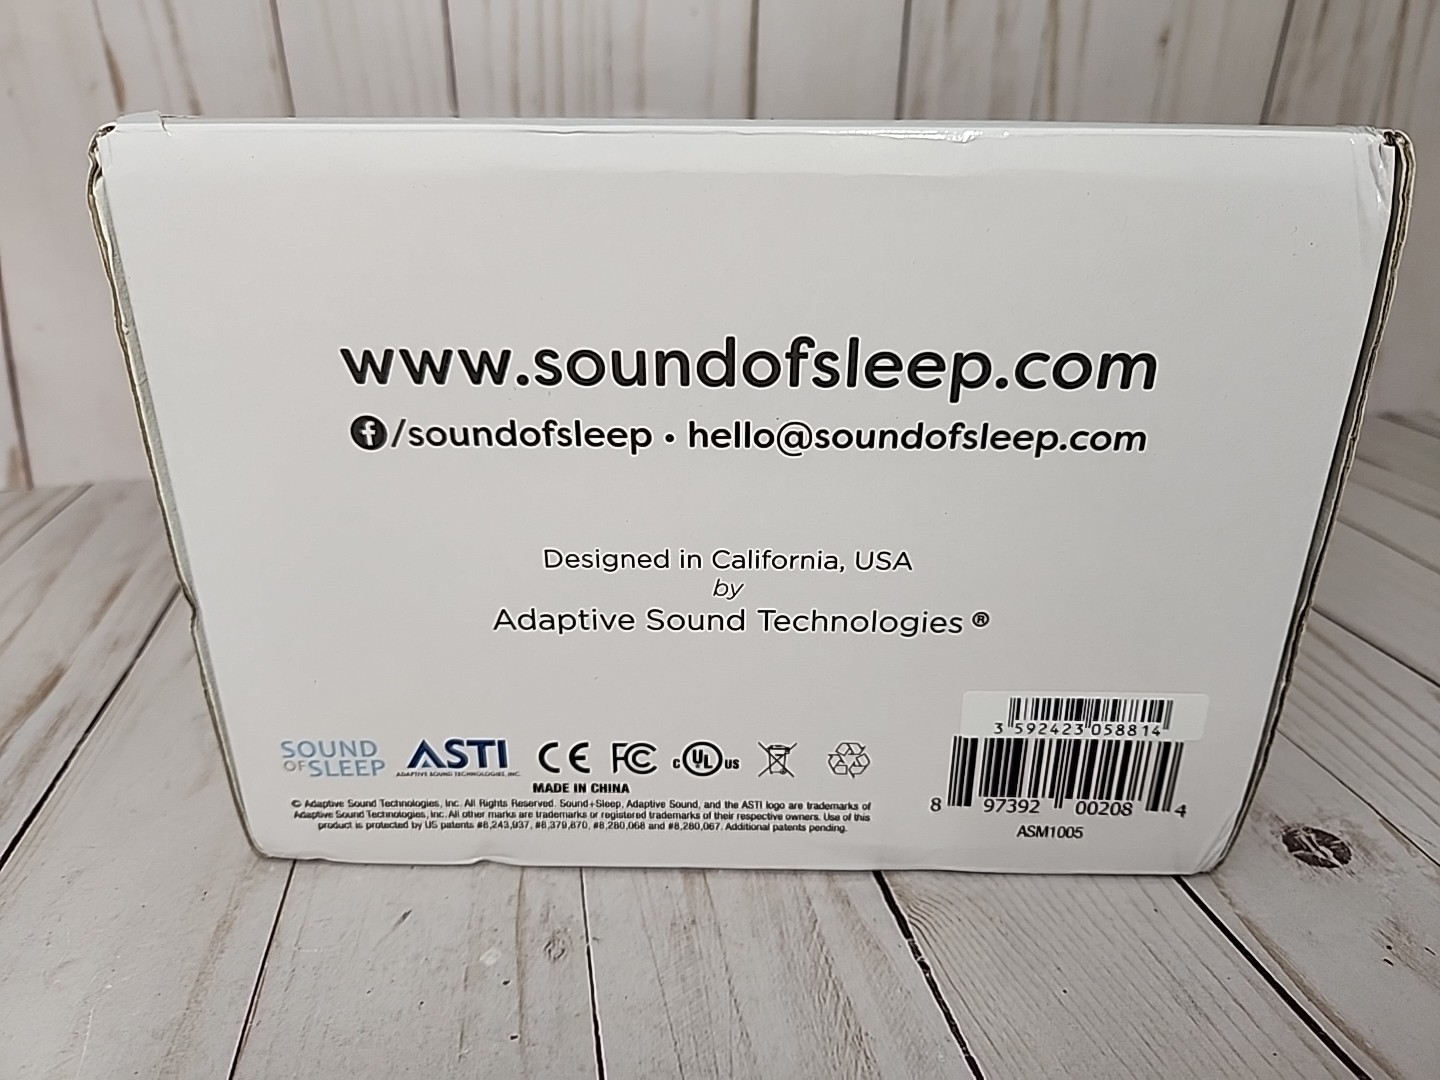 www.soundofsleep.com
f/soundofsleep • hello@soundofsleep.com
Designed in California, USA
by
Adaptive Sound Technologies ®
3 592423 058814
SOUND
OF SLEEP
ASTI
ADAPTIVE SOUND TECHNOLOGIES, INC.
CE FC c UL US
MADE IN CHINA
© Adaptive Sound Technologies, Inc. All Rights Reserved. Sound+Sleep, Adaptive Sound, and the ASTI logo are trademarks of
Adaptive Sound Technologies, Inc. All other marks are trademarks or registered trademarks of their respective owners. Use of this
product is protected by US patents #8,243,937, #8,379,870, #8,280,068 and #8,280,067. Additional patents pending.
8 97392 00208 4
ASM1005